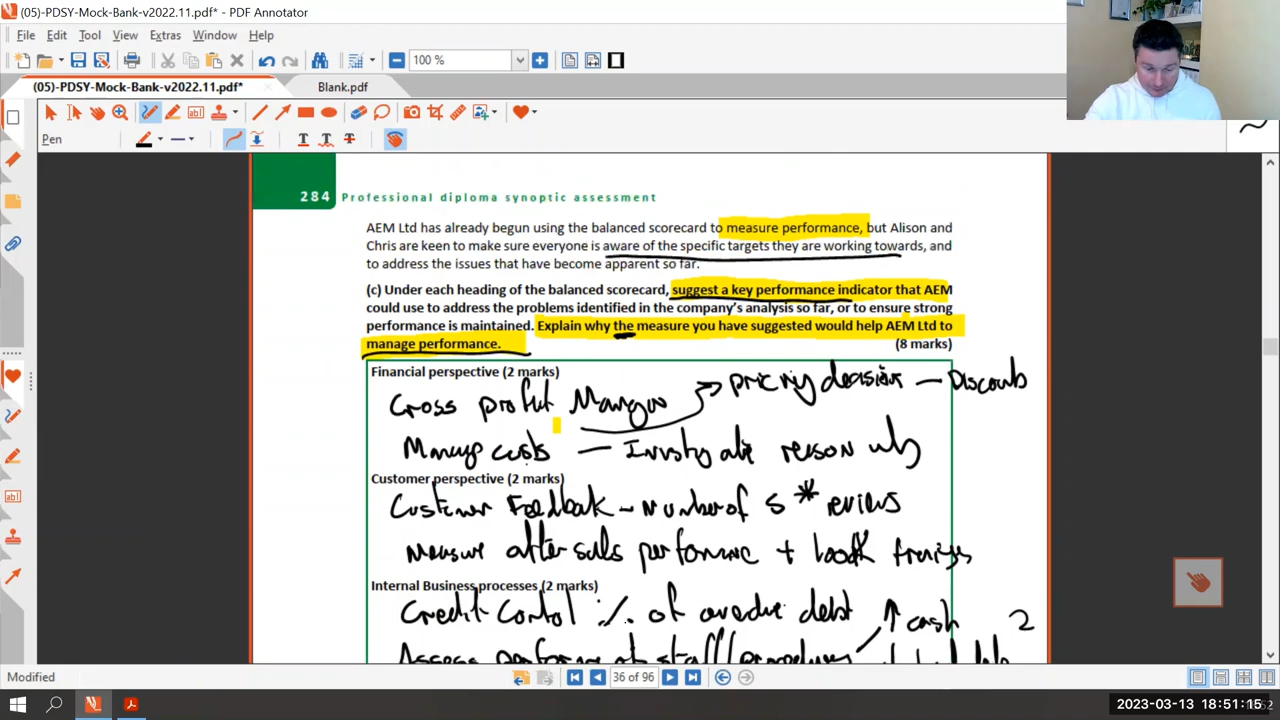 (05)-PDSY-Mock-Bank-v2022.11.pdf* - PDF Annotator
File Edit Tool View Extras Window Help
100 %
(05)-PDSY-Mock-Bank-v2022.11.pdf* Blank.pdf
Pen
284 Professional diploma synoptic assessment
AEM Ltd has already begun using the balanced scorecard to measure performance, but Alison and
Chris are keen to make sure everyone is aware of the specific targets they are working towards, and
to address the issues that have become apparent so far.
(c) Under each heading of the balanced scorecard, suggest a key performance indicator that AEM
could use to address the problems identified in the company's analysis so far, or to ensure strong
performance is maintained. Explain why the measure you have suggested would help AEM Ltd to
manage performance. (8 marks)
Financial perspective (2 marks)
Gross profit Margin → pricing decision — Discounts
Manage costs — Investigate reason why
Customer perspective (2 marks)
Customer Feedback - Number of 5 * reviews
Measure after sales performance + look
Internal Business processes (2 marks)
Credit Control % of overdue debt ↑ cash 2
Assess performance of staff/procedures
Modified 36 of 96
2023-03-13 18:51:15